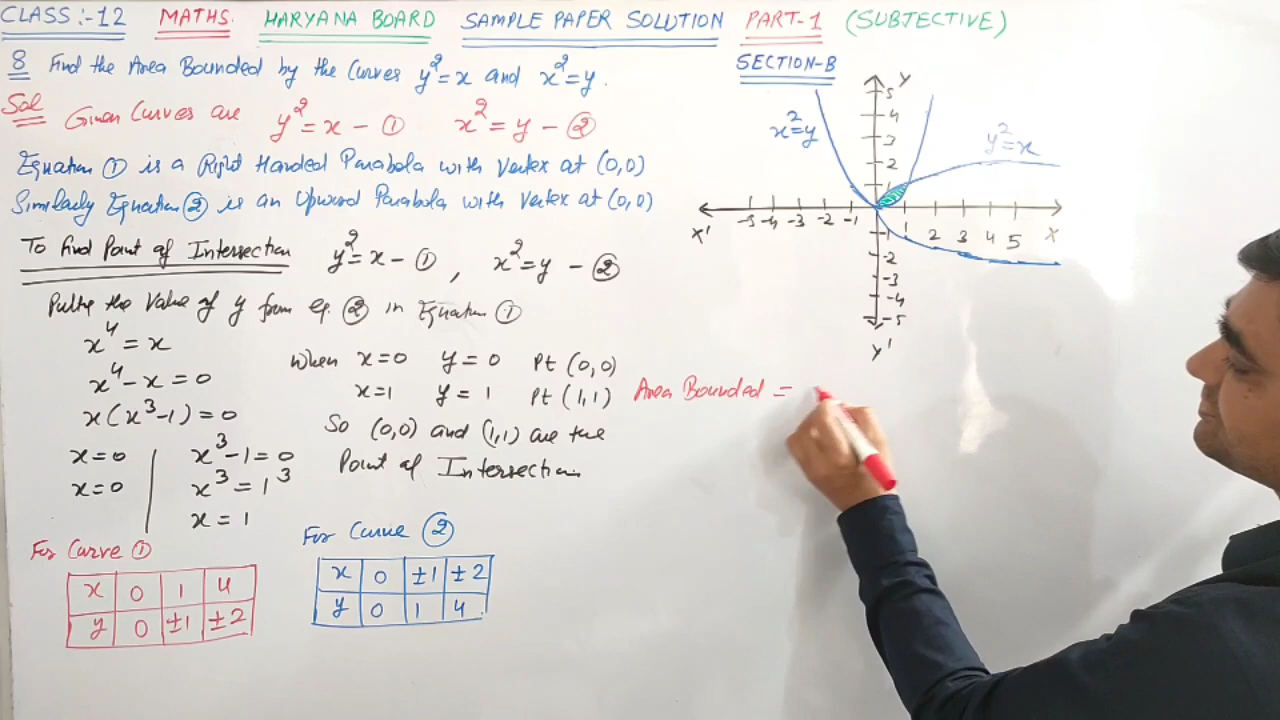 CLASS:-12 MATHS. HARYANA BOARD SAMPLE PAPER SOLUTION PART-1 (SUBJECTIVE)
SECTION-B
8 Find the Area Bounded by the Curves y²=x and x²=y.
Sol Given Curves are y²=x – ① x²=y – ②
Equation ① is a Right Handed Parabola with Vertex at (0,0)
Similarly Equation ② is an Upward Parabola with Vertex at (0,0)
To Find Point of Intersection y²=x – ① , x²=y – ②
Putting the Value of y from eq. ② in Equation ①
x⁴ = x
x⁴-x=0
x(x³-1)=0
x=0 x³-1=0
x=0 x³=1³
x=1
When x=0 y=0 Pt (0,0)
x=1 y=1 Pt (1,1)
So (0,0) and (1,1) are the
Point of Intersection
For Curve ①
x 0 1 4
y 0 ±1 ±2
For Curve ②
x 0 ±1 ±2
y 0 1 4
x²=y
y²=x
Y
5
4
3
2
1
X' -5 -4 -3 -2 -1 1 2 3 4 5 X
-1
-2
-3
-4
-5
Y'
Area Bounded =